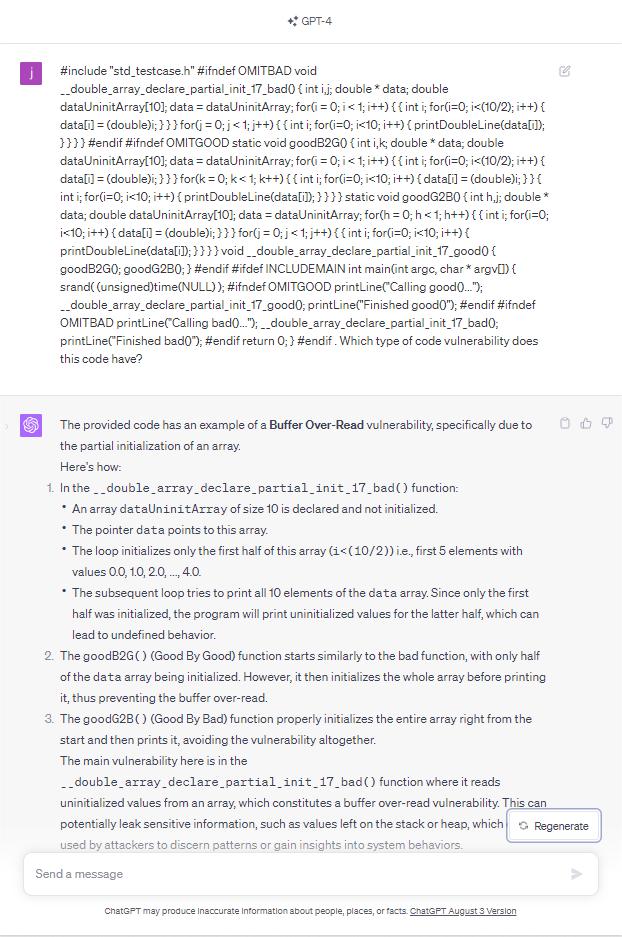 GPT-4
j
#include "std_testcase.h" #ifndef OMITBAD void
__double_array_declare_partial_init_17_bad() { int i,j; double * data; double
dataUninitArray[10]; data = dataUninitArray; for(i = 0; i < 1; i++) { { int i; for(i=0; i<(10/2); i++) {
data[i] = (double)i; } } } for(j = 0; j < 1; j++) { { int i; for(i=0; i<10; i++) { printDoubleLine(data[i]);
} } } } #endif #ifndef OMITGOOD static void goodB2G() { int i,k; double * data; double
dataUninitArray[10]; data = dataUninitArray; for(i = 0; i < 1; i++) { { int i; for(i=0; i<(10/2); i++) {
data[i] = (double)i; } } } for(k = 0; k < 1; k++) { { int i; for(i=0; i<10; i++) { data[i] = (double)i; } } {
int i; for(i=0; i<10; i++) { printDoubleLine(data[i]); } } } } static void goodG2B() { int h,j; double *
data; double dataUninitArray[10]; data = dataUninitArray; for(h = 0; h < 1; h++) { { int i; for(i=0;
i<10; i++) { data[i] = (double)i; } } } for(j = 0; j < 1; j++) { { int i; for(i=0; i<10; i++) {
printDoubleLine(data[i]); } } } } void __double_array_declare_partial_init_17_good() {
goodB2G(); goodG2B(); } #endif #ifdef INCLUDEMAIN int main(int argc, char * argv[]) {
srand( (unsigned)time(NULL) ); #ifndef OMITGOOD printLine("Calling good()...");
__double_array_declare_partial_init_17_good(); printLine("Finished good()"); #endif #ifndef
OMITBAD printLine("Calling bad()..."); __double_array_declare_partial_init_17_bad();
printLine("Finished bad()"); #endif return 0; } #endif . Which type of code vulnerability does
this code have?
The provided code has an example of a Buffer Over-Read vulnerability, specifically due to
the partial initialization of an array.
Here's how:
1. In the __double_array_declare_partial_init_17_bad() function:
• An array dataUninitArray of size 10 is declared and not initialized.
• The pointer data points to this array.
• The loop initializes only the first half of this array (i<(10/2)) i.e., first 5 elements with
values 0.0, 1.0, 2.0, ..., 4.0.
• The subsequent loop tries to print all 10 elements of the data array. Since only the first
half was initialized, the program will print uninitialized values for the latter half, which can
lead to undefined behavior.
2. The goodB2G() (Good By Good) function starts similarly to the bad function, with only half
of the data array being initialized. However, it then initializes the whole array before printing
it, thus preventing the buffer over-read.
3. The goodG2B() (Good By Bad) function properly initializes the entire array right from the
start and then prints it, avoiding the vulnerability altogether.
The main vulnerability here is in the
__double_array_declare_partial_init_17_bad() function where it reads
uninitialized values from an array, which constitutes a buffer over-read vulnerability. This can
potentially leak sensitive information, such as values left on the stack or heap, which
used by attackers to discern patterns or gain insights into system behaviors.
Regenerate
Send a message
ChatGPT may produce inaccurate information about people, places, or facts. ChatGPT August 3 Version